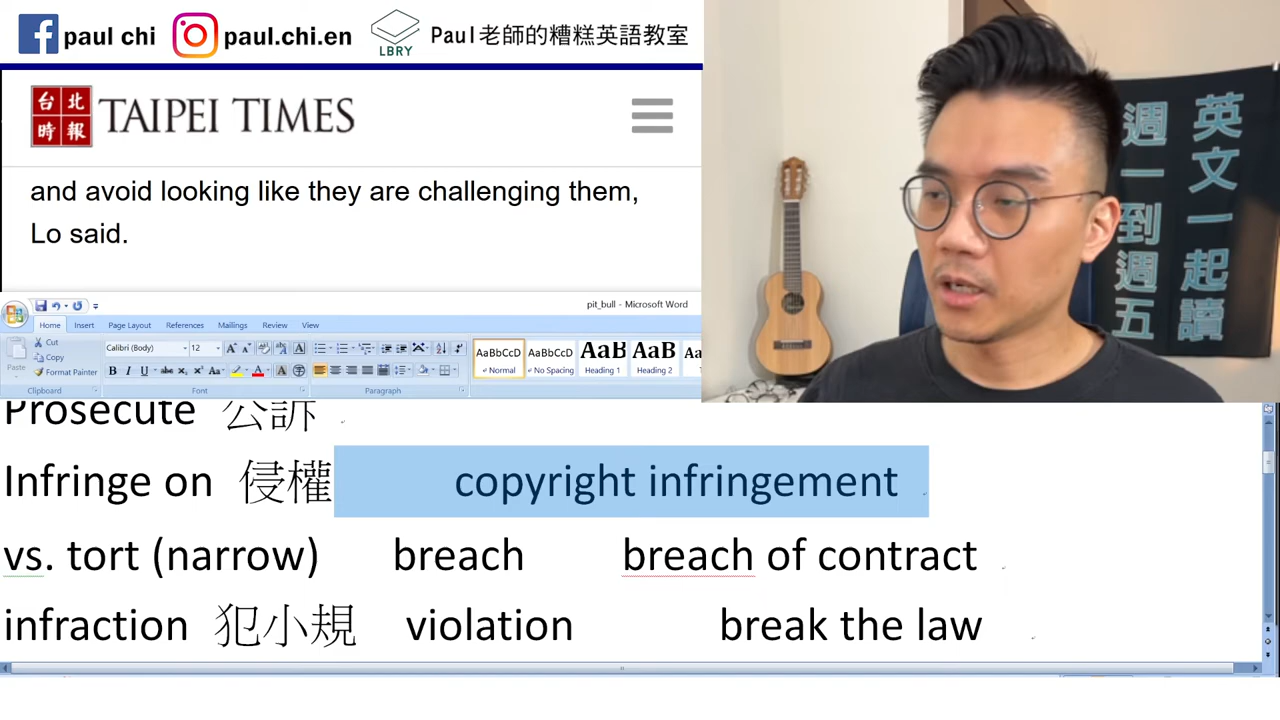 paul chi
paul.chi.en
LBRY
Paul老師的糟糕英語教室
台北時報
TAIPEI TIMES
and avoid looking like they are challenging them,
Lo said.
pit_bull - Microsoft Word
Home Insert Page Layout References Mailings Review View
Paste
Cut
Copy
Format Painter
Clipboard
Calibri (Body) 12
Font
Paragraph
AaBbCcD Normal
AaBbCcD No Spacing
AaBb Heading 1
AaB Heading 2
Prosecute 公訴
Infringe on 侵權 copyright infringement
vs. tort (narrow) breach breach of contract
infraction 犯小規 violation break the law
英文一起讀
週一到週五